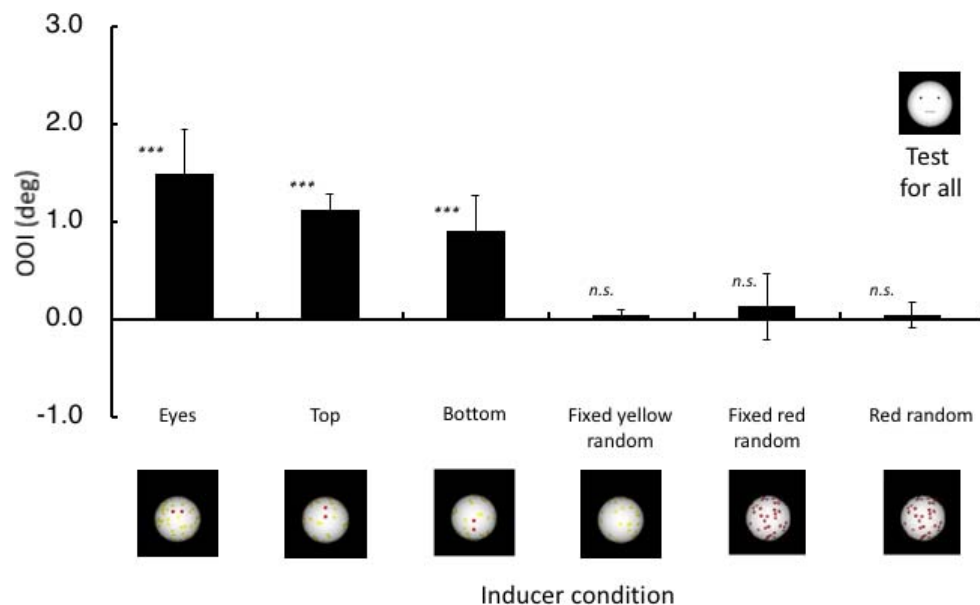 3.0
2.0
1.0
0.0
-1.0
OOI (deg)
***
***
***
n.s.
n.s.
n.s.
Test
for all
Eyes
Top
Bottom
Fixed yellow
random
Fixed red
random
Red random
Inducer condition